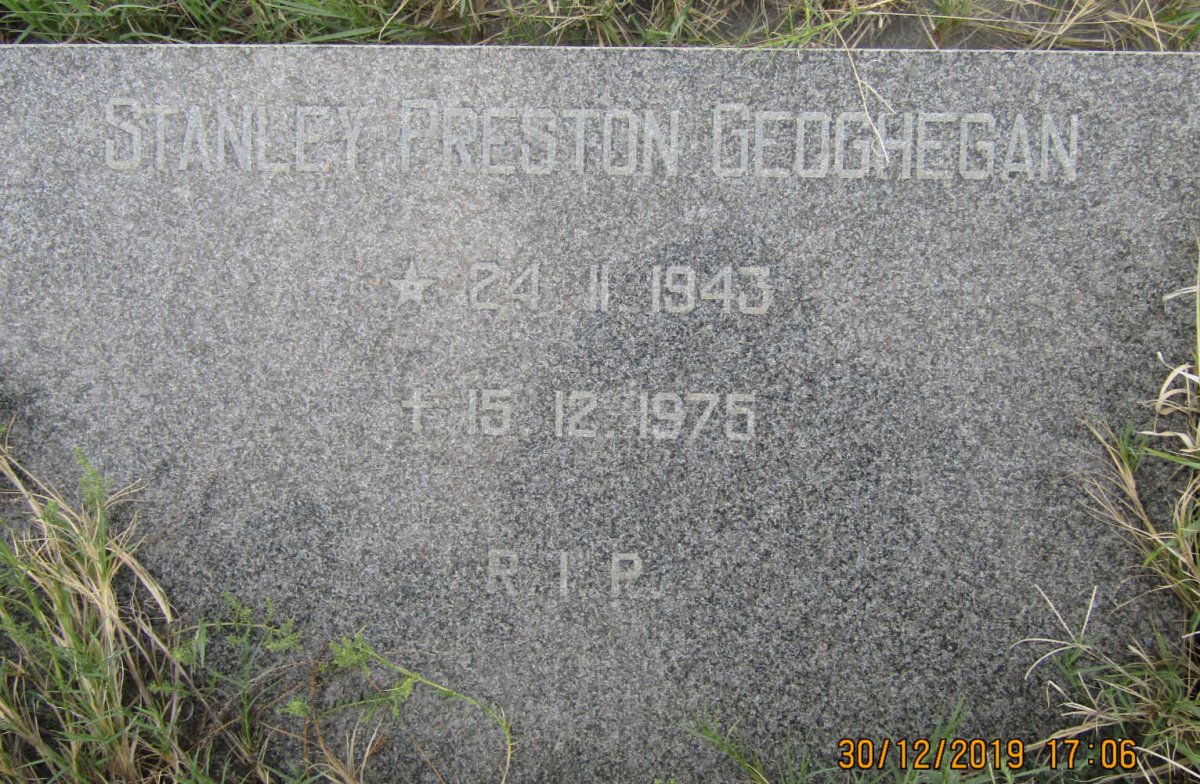 STANLEY PRESTON GEOGHEGAN
★ 24. 11. 1943
✝ 15. 12. 1975
R.I.P.
30/12/2019 17:06